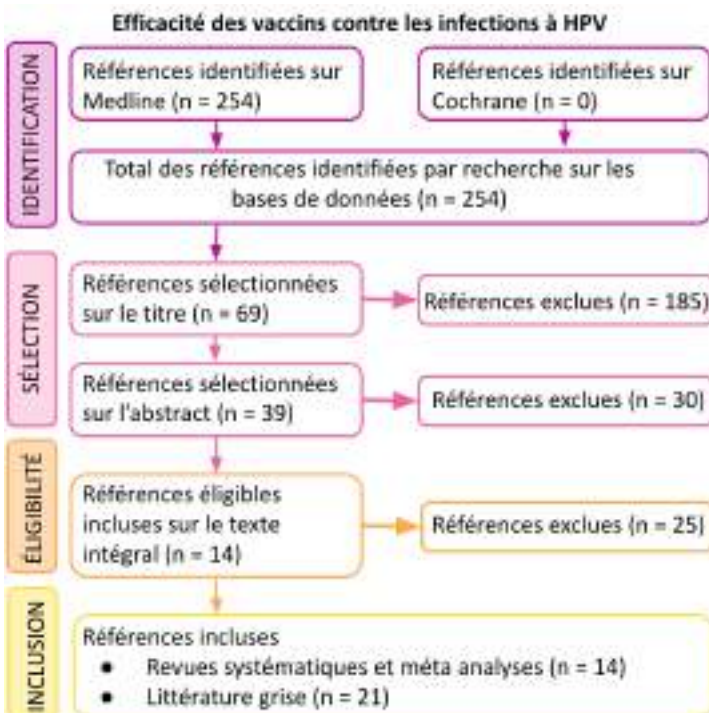 Efficacité des vaccins contre les infections à HPV
IDENTIFICATION
Références identifiées sur
Medline (n = 254)
Références identifiées sur
Cochrane (n = 0)
Total des références identifiées par recherche sur les
bases de données (n = 254)
SÉLECTION
Références sélectionnées
sur le titre (n = 69)
Références exclues (n = 185)
Références sélectionnées
sur l'abstract (n = 39)
Références exclues (n = 30)
ÉLIGIBILITÉ
Références éligibles
incluses sur le texte
intégral (n = 14)
Références exclues (n = 25)
INCLUSION
Références incluses
● Revues systématiques et méta analyses (n = 14)
● Littérature grise (n = 21)